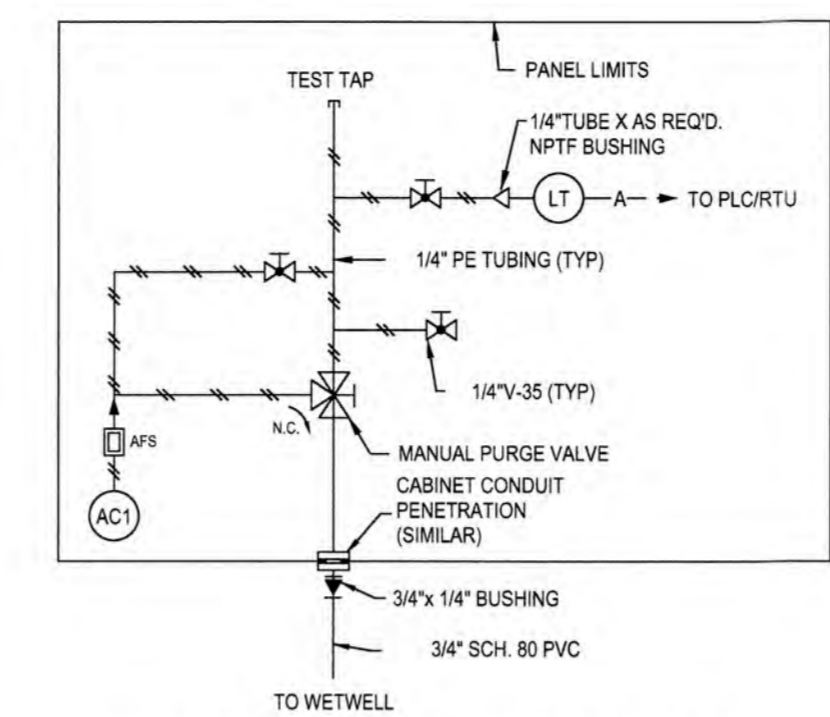 PANEL LIMITS
TEST TAP
1/4"TUBE X AS REQ'D.
NPTF BUSHING
LT
A
TO PLC/RTU
1/4" PE TUBING (TYP)
1/4"V-35 (TYP)
N.C.
AFS
MANUAL PURGE VALVE
CABINET CONDUIT
PENETRATION
(SIMILAR)
AC1
3/4"x 1/4" BUSHING
3/4" SCH. 80 PVC
TO WETWELL